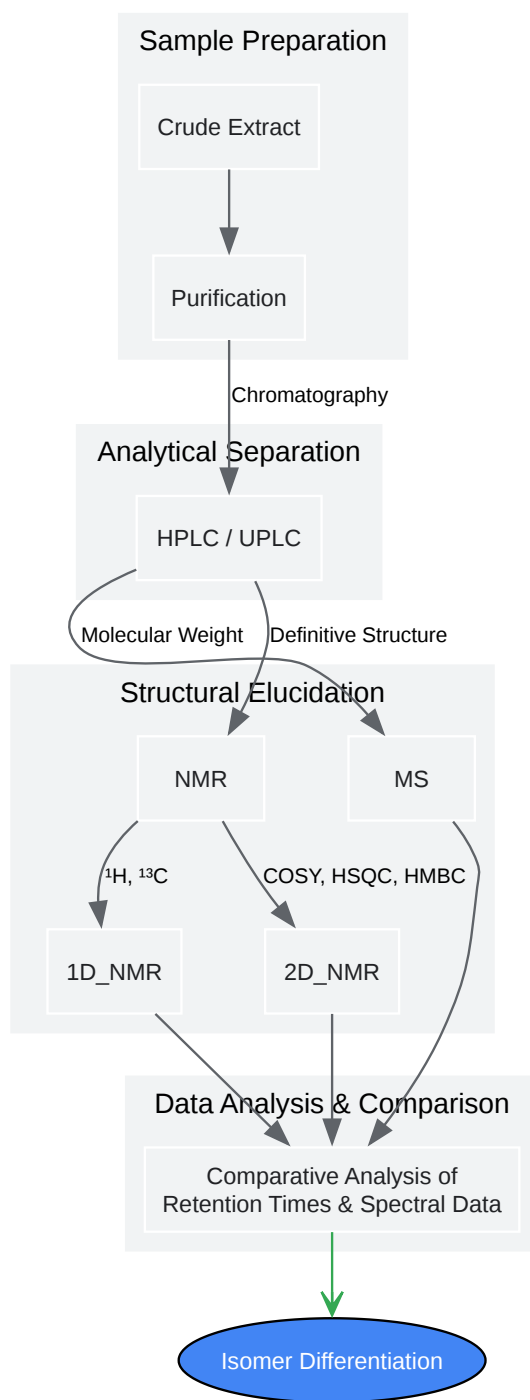 Sample Preparation
Crude Extract
Purification
Chromatography
Analytical Separation
HPLC / UPLC
Molecular Weight
Definitive Structure
Structural Elucidation
NMR
MS
¹H, ¹³C
COSY, HSQC, HMBC
1D_NMR
2D_NMR
Data Analysis & Comparison
Comparative Analysis of
Retention Times & Spectral Data
Isomer Differentiation